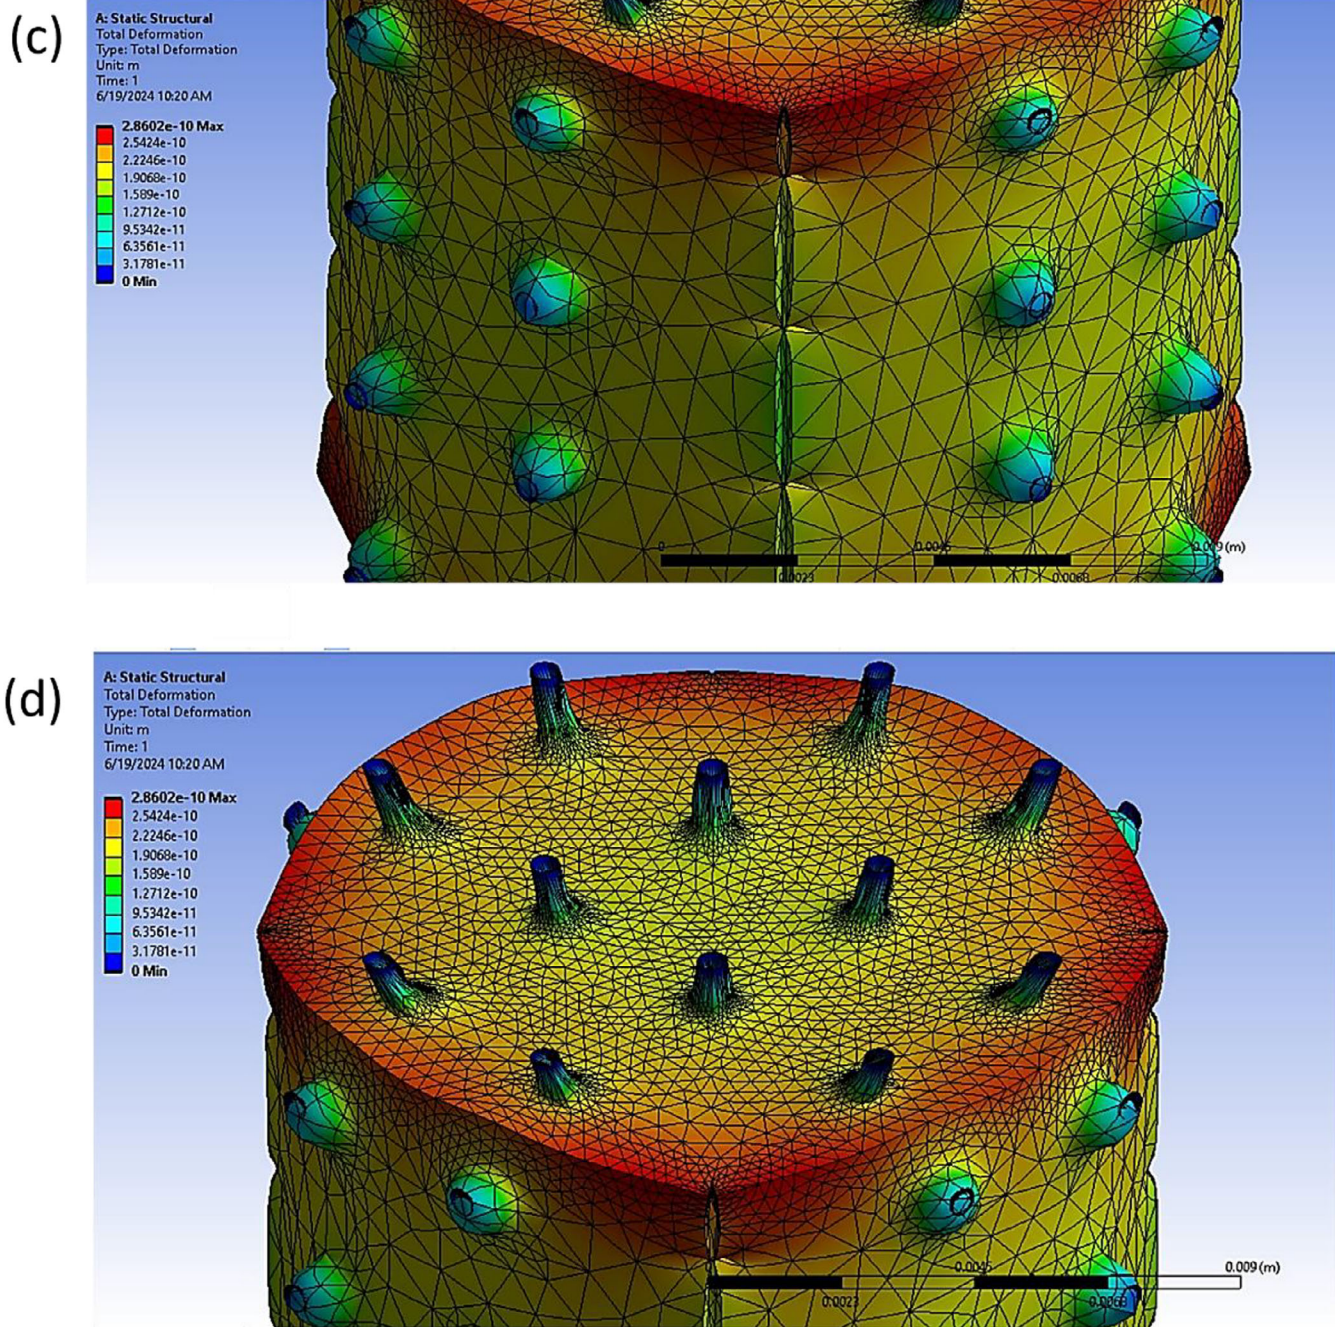 (c)
A: Static Structural
Total Deformation
Type: Total Deformation
Unit: m
Time: 1
6/19/2024 10:20 AM
2.8602e-10 Max
2.5424e-10
2.2246e-10
1.9068e-10
1.589e-10
1.2712e-10
9.5342e-11
6.3561e-11
3.1781e-11
0 Min
0
0.0045
0.009 (m)
0.0023
0.0068
(d)
A: Static Structural
Total Deformation
Type: Total Deformation
Unit: m
Time: 1
6/19/2024 10:20 AM
2.8602e-10 Max
2.5424e-10
2.2246e-10
1.9068e-10
1.589e-10
1.2712e-10
9.5342e-11
6.3561e-11
3.1781e-11
0 Min
0.0045
0.009 (m)
0.0023
0.0068